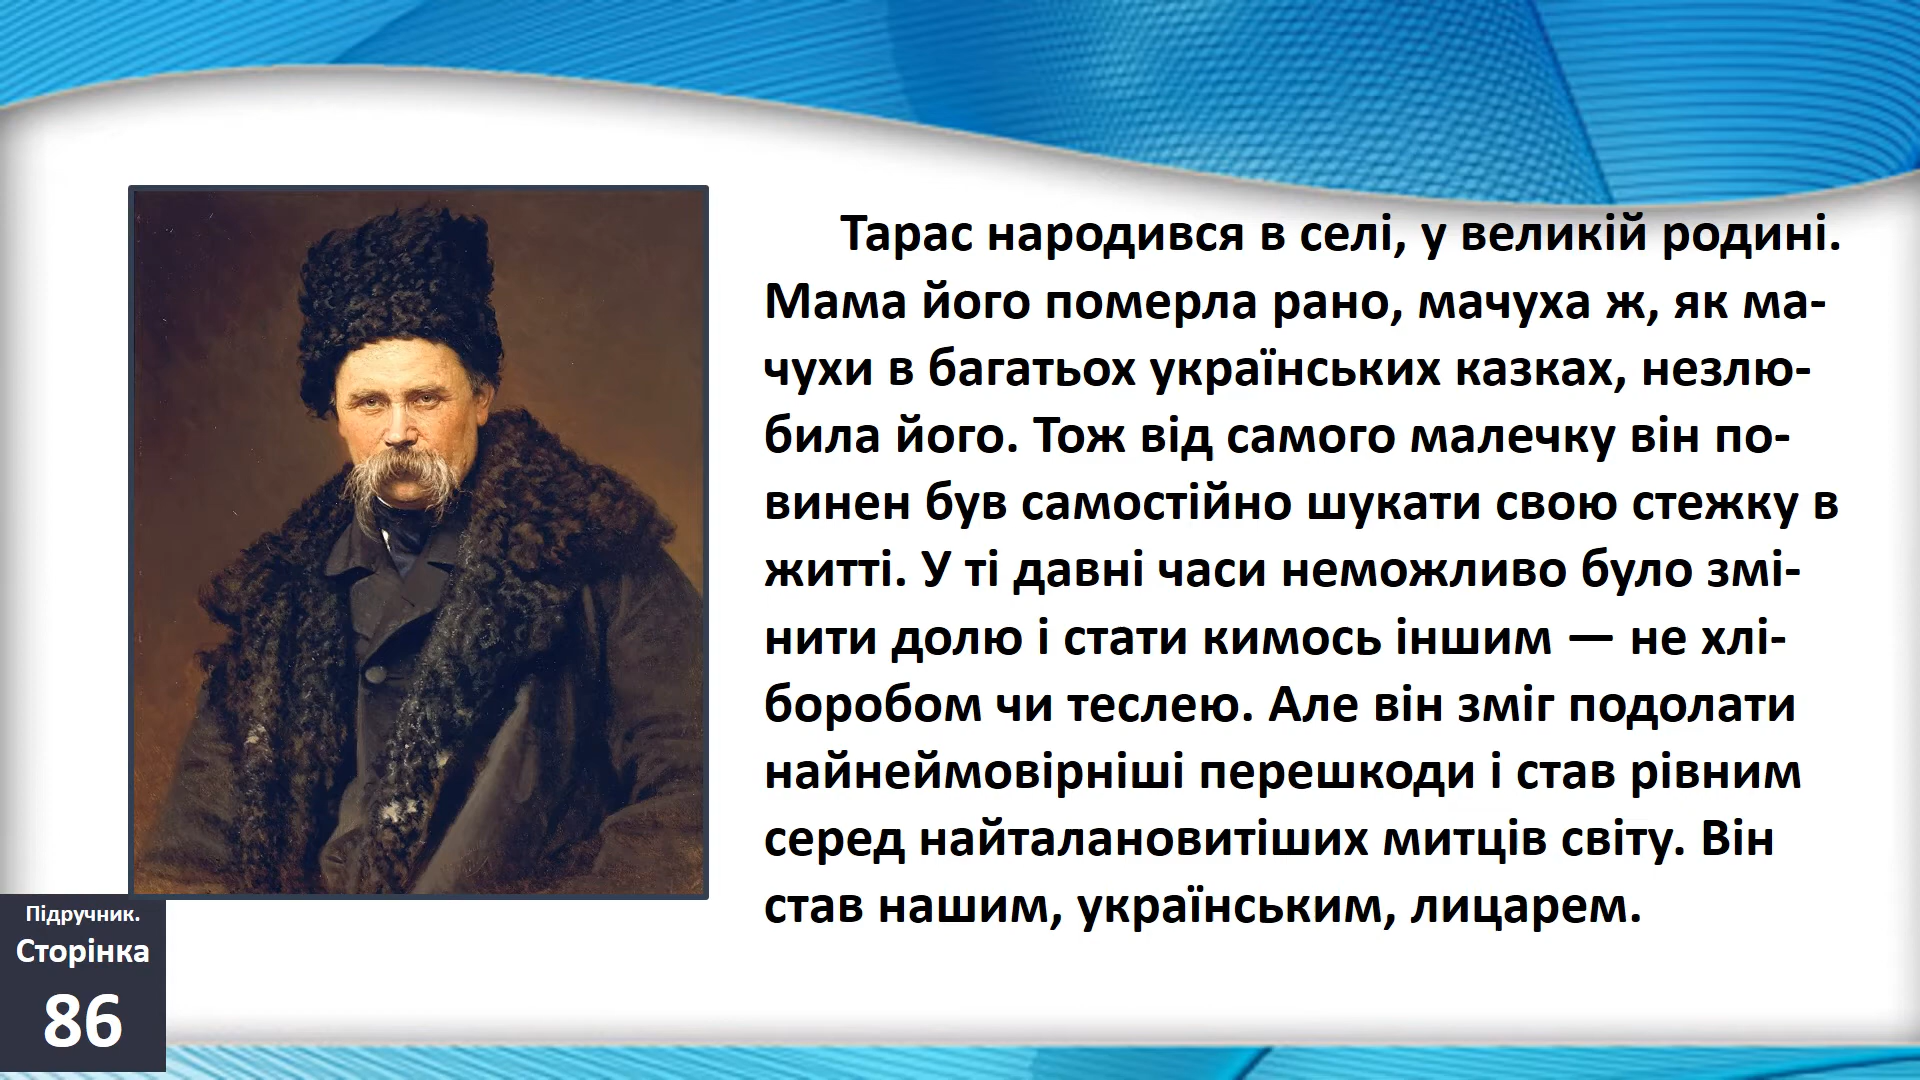 Тарас народився в селі, у великій родині.
Мама його померла рано, мачуха ж, як ма-
чухи в багатьох українських казках, незлю-
била його. Тож від самого малечку він по-
винен був самостійно шукати свою стежку в
житті. У ті давні часи неможливо було змі-
нити долю і стати кимось іншим — не хлі-
боробом чи теслею. Але він зміг подолати
найнеймовірніші перешкоди і став рівним
серед найталановитіших митців світу. Він
став нашим, українським, лицарем.
Підручник.
Сторінка
86